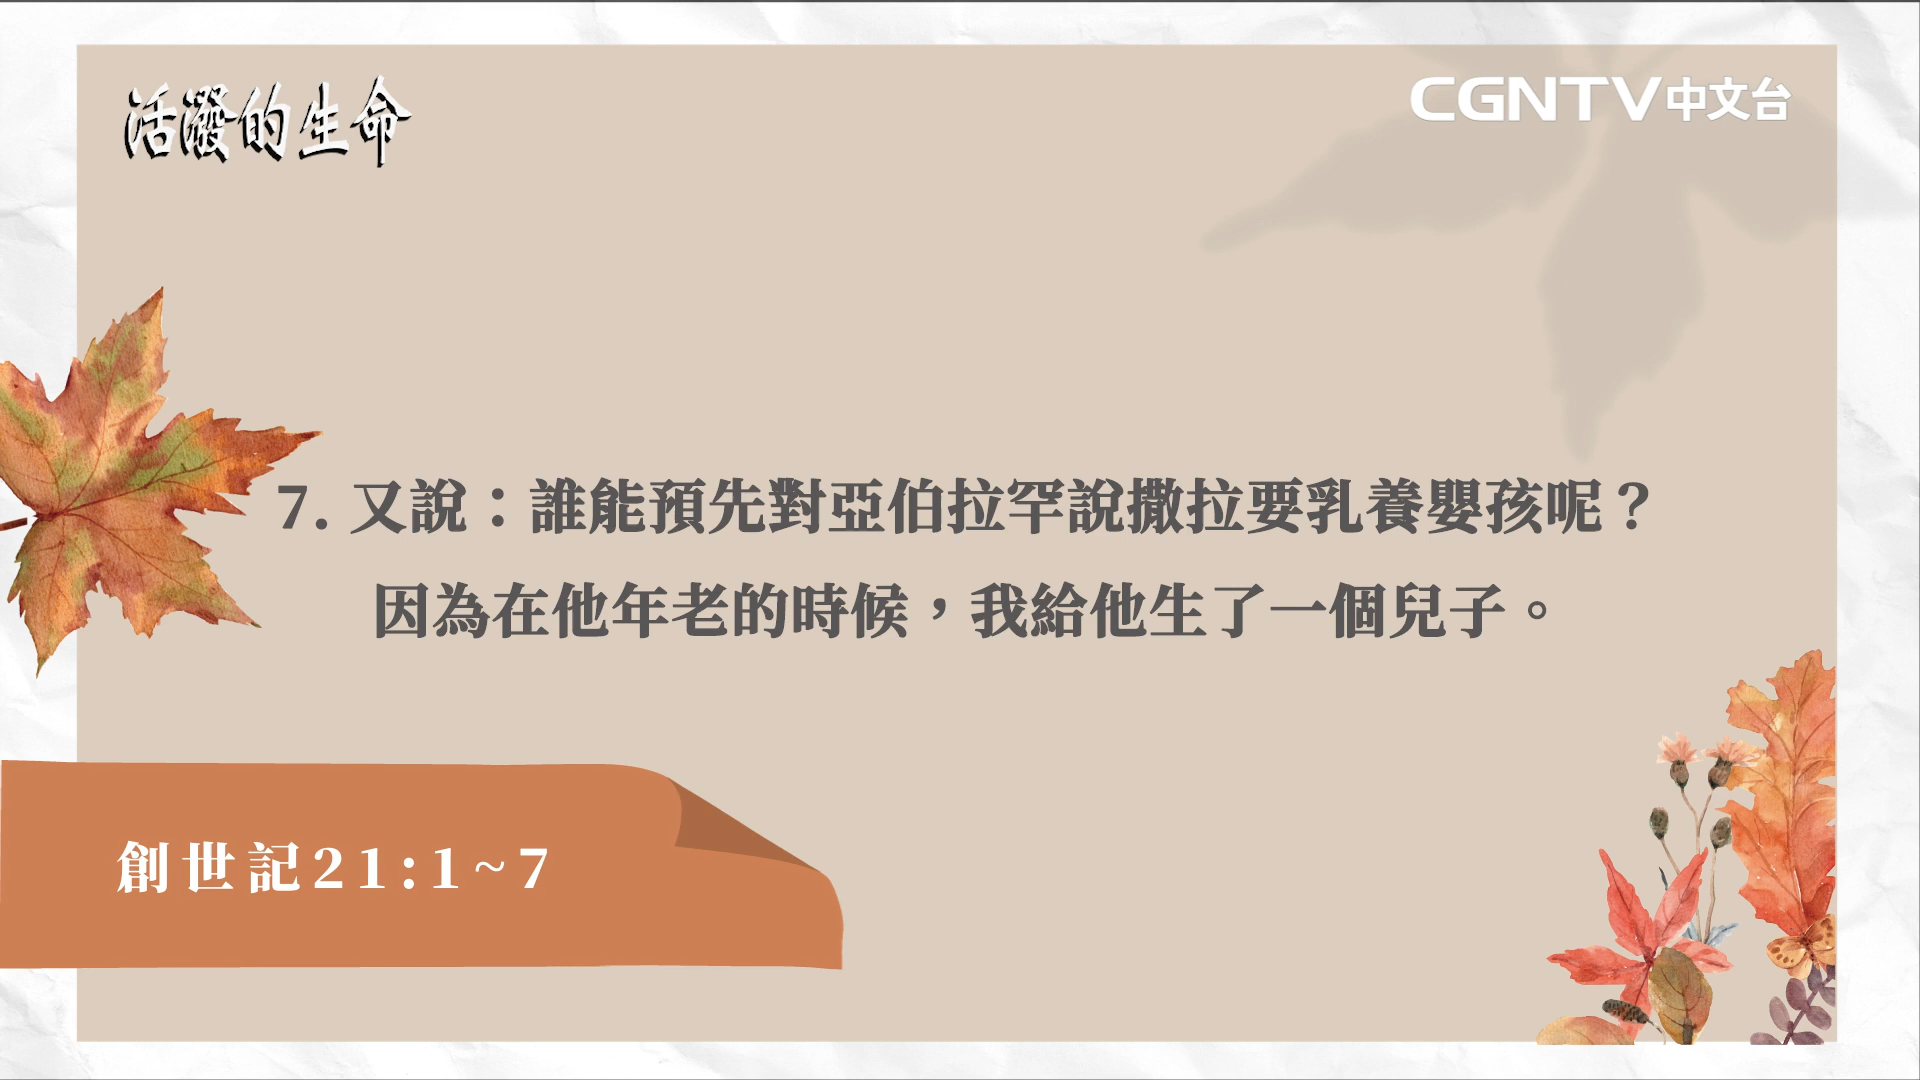 活潑的生命
CGNTV中文台
7. 又說：誰能預先對亞伯拉罕說撒拉要乳養嬰孩呢？
因為在他年老的時候，我給他生了一個兒子。
創世記21:1~7